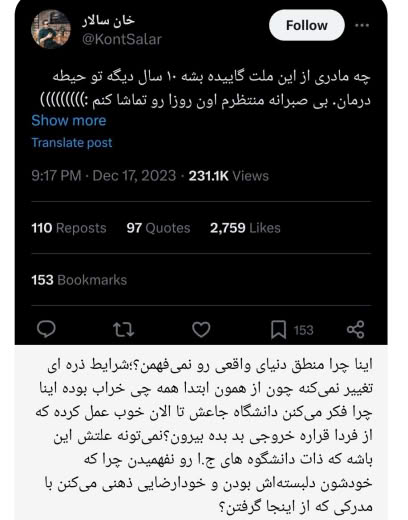 خان سالار
@KontSalar
Follow
چه مادری از این ملت گاییده بشه ۱۰ سال دیگه تو حیطه
درمان. بی صبرانه منتظرم اون روزا رو تماشا کنم :)))))))))
Show more
Translate post
9:17 PM · Dec 17, 2023 · 231.1K Views
110 Reposts 97 Quotes 2,759 Likes
153 Bookmarks
153
اینا چرا منطق دنیای واقعی رو نمی‌فهمن؟؛شرایط ذره ای
تغییر نمی‌کنه چون از همون ابتدا همه چی خراب بوده اینا
چرا فکر می‌کنن دانشگاه جاعش تا الان خوب عمل کرده که
از فردا قراره خروجی بد بده بیرون؟نمی‌تونه علتش این
باشه که ذات دانشگوه های ج.ا رو نفهمیدن چرا که
خودشون دلبسته‌اش بودن و خودارضایی ذهنی می‌کنن با
مدرکی که از اینجا گرفتن؟